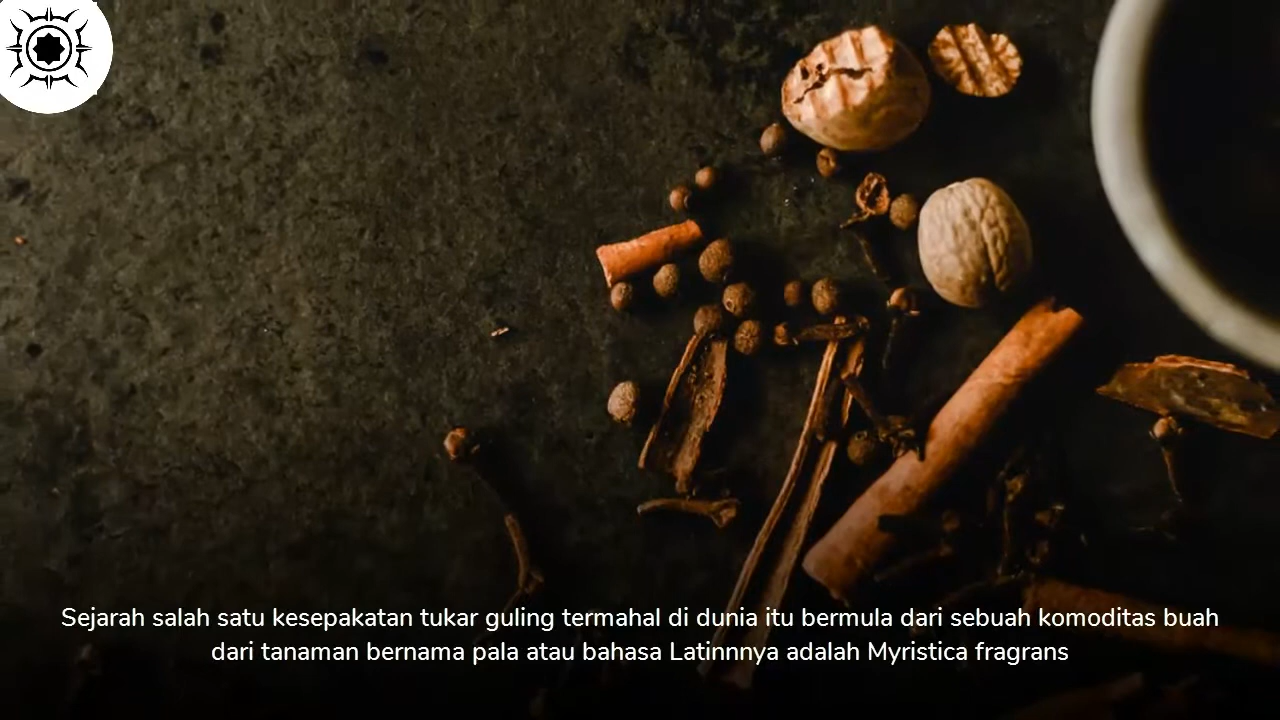 Sejarah salah satu kesepakatan tukar guling termahal di dunia itu bermula dari sebuah komoditas buah
dari tanaman bernama pala atau bahasa Latinnnya adalah Myristica fragrans